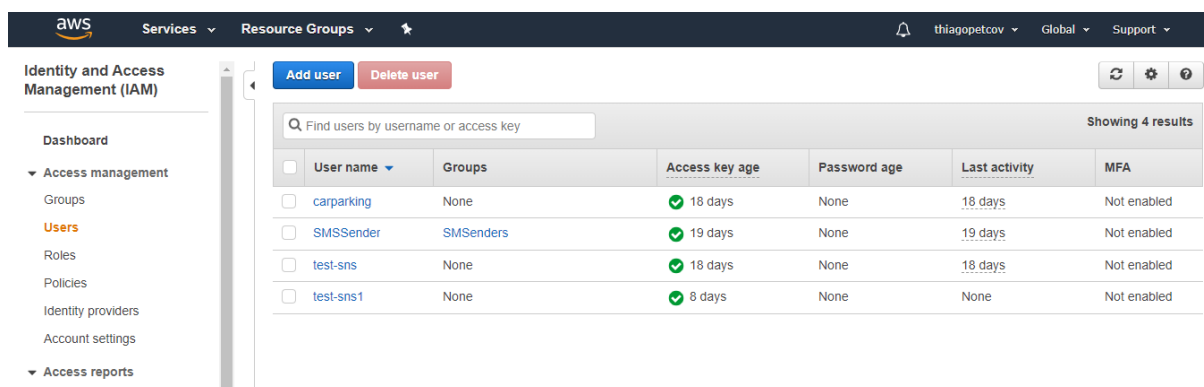 aws Services Resource Groups thiagopetcov Global Support
Identity and Access
Management (IAM)
Dashboard
Access management
Groups
Users
Roles
Policies
Identity providers
Account settings
Access reports
Add user Delete user
Find users by username or access key Showing 4 results
User name Groups Access key age Password age Last activity MFA
carparking None 18 days None 18 days Not enabled
SMSSender SMSenders 19 days None 19 days Not enabled
test-sns None 18 days None 18 days Not enabled
test-sns1 None 8 days None None Not enabled